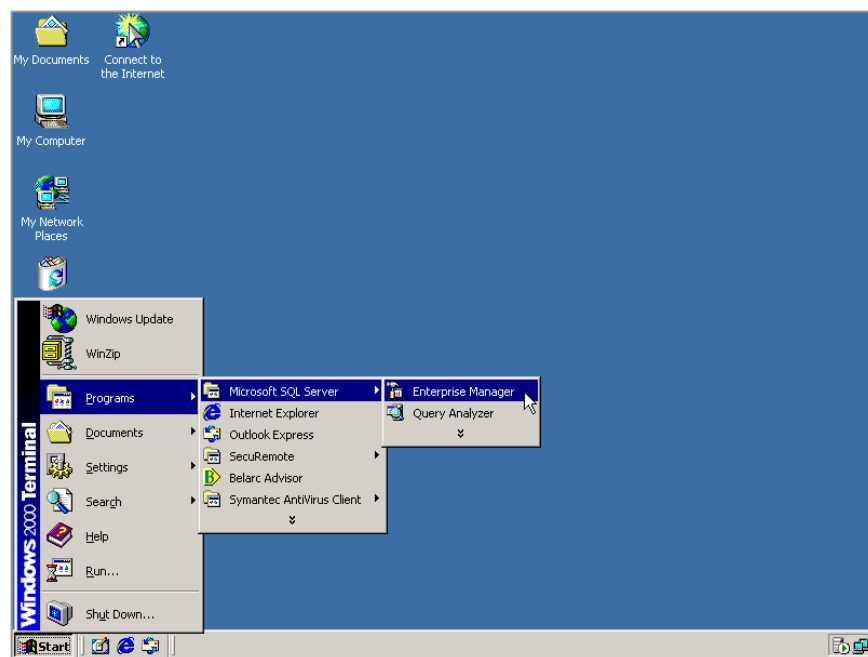 My Documents
Connect to
the Internet
My Computer
My Network
Places
Windows Update
WinZip
Programs
Documents
Settings
Search
Help
Run...
Shut Down...
Windows 2000 Terminal
Microsoft SQL Server
Internet Explorer
Outlook Express
SecuRemote
Belarc Advisor
Symantec AntiVirus Client
Enterprise Manager
Query Analyzer
Start